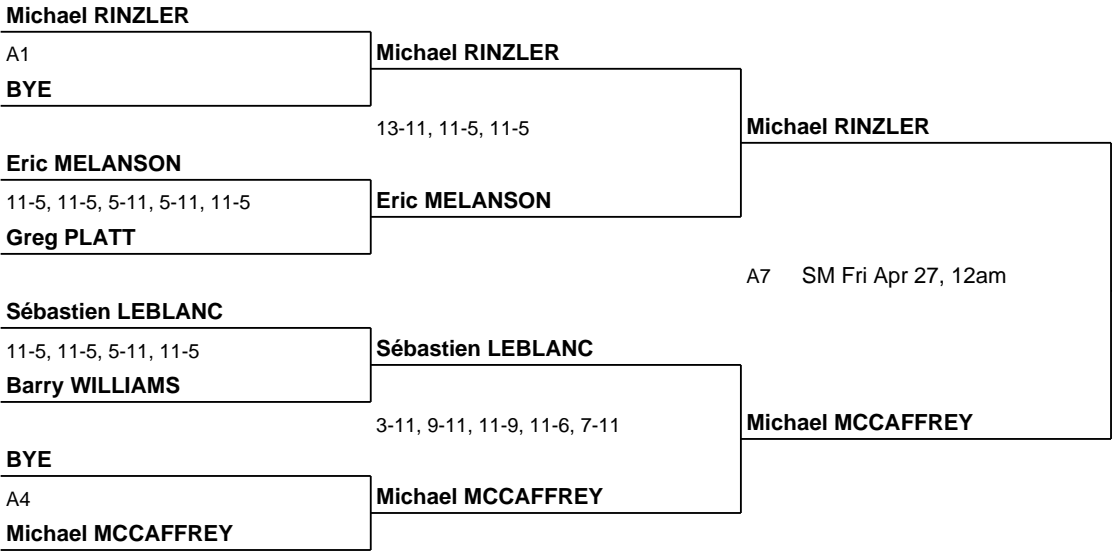 Michael RINZLER
A1
Michael RINZLER
BYE
13-11, 11-5, 11-5
Michael RINZLER
Eric MELANSON
11-5, 11-5, 5-11, 5-11, 11-5
Eric MELANSON
Greg PLATT
A7 SM Fri Apr 27, 12am
Sébastien LEBLANC
11-5, 11-5, 5-11, 11-5
Sébastien LEBLANC
Barry WILLIAMS
3-11, 9-11, 11-9, 11-6, 7-11
Michael MCCAFFREY
BYE
A4
Michael MCCAFFREY
Michael MCCAFFREY